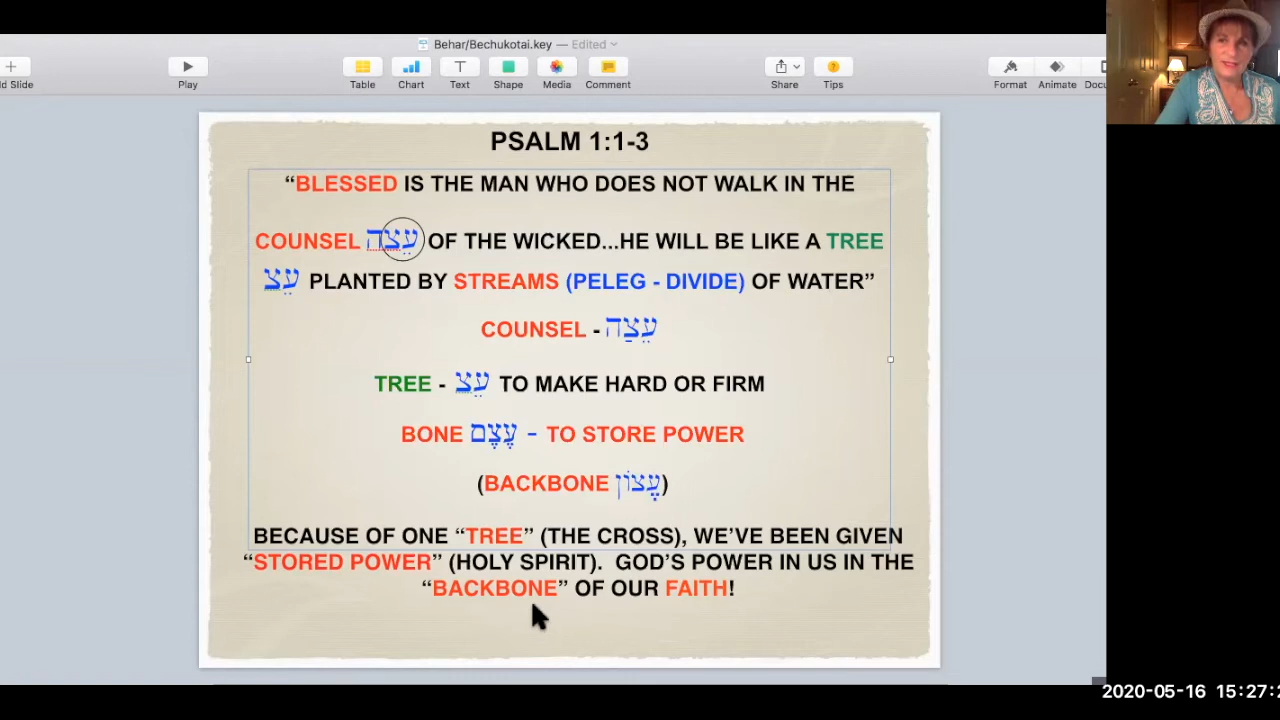 Behar/Bechukotai.key — Edited
d Slide
Play
Table
Chart
Text
Shape
Media
Comment
Share
Tips
Format
Animate
Docu
PSALM 1:1-3
“BLESSED IS THE MAN WHO DOES NOT WALK IN THE
COUNSEL עֵצה OF THE WICKED...HE WILL BE LIKE A TREE
עֵצ PLANTED BY STREAMS (PELEG - DIVIDE) OF WATER”
COUNSEL - עֵצַה
TREE - עֵצ TO MAKE HARD OR FIRM
BONE עֶצֶם - TO STORE POWER
(BACKBONE עֶָצוֹן)
BECAUSE OF ONE “TREE” (THE CROSS), WE’VE BEEN GIVEN
“STORED POWER” (HOLY SPIRIT). GOD’S POWER IN US IN THE
“BACKBONE” OF OUR FAITH!
2020-05-16 15:27:2